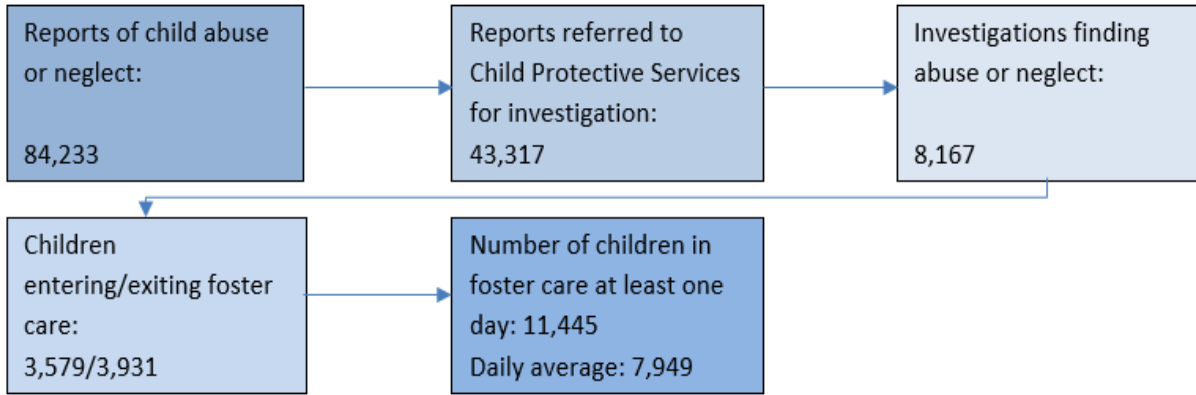 Reports of child abuse
or neglect:
84,233
Reports referred to
Child Protective Services
for investigation:
43,317
Investigations finding
abuse or neglect:
8,167
Children
entering/exiting foster
care:
3,579/3,931
Number of children in
foster care at least one
day: 11,445
Daily average: 7,949